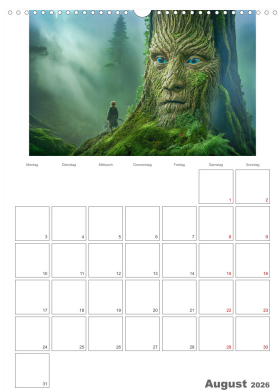 Montag Dienstag Mittwoch Donnerstag Freitag Samstag Sonntag
1 2
3 4 5 6 7 8 9
10 11 12 13 14 15 16
17 18 19 20 21 22 23
24 25 26 27 28 29 30
31
August 2026